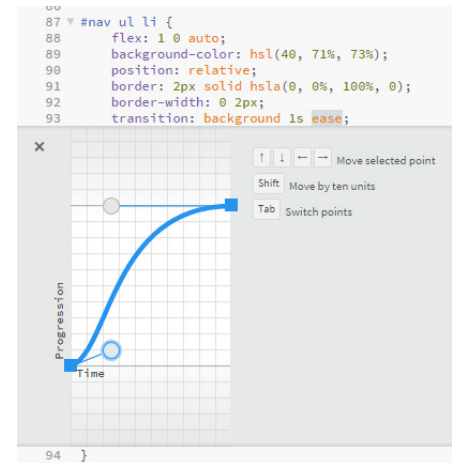 87 #nav ul li {
88 flex: 1 0 auto;
89 background-color: hsl(40, 71%, 73%);
90 position: relative;
91 border: 2px solid hsla(0, 0%, 100%, 0);
92 border-width: 0 2px;
93 transition: background 1s ease;
× ↑ ↓ ← → Move selected point
Shift Move by ten units
Tab Switch points
Progression
Time
94 }